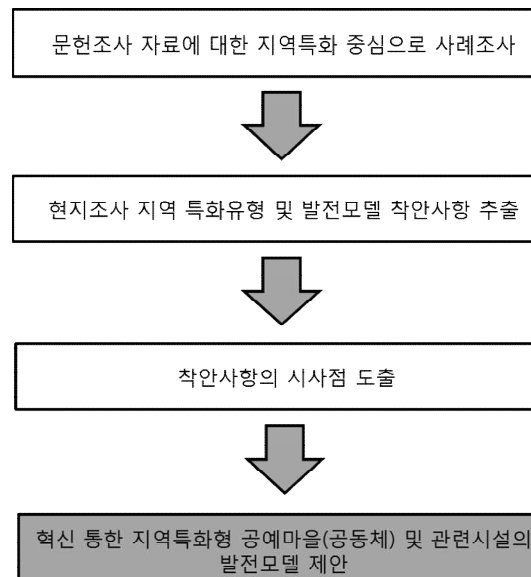 문헌조사 자료에 대한 지역특화 중심으로 사례조사
현지조사 지역 특화유형 및 발전모델 착안사항 추출
착안사항의 시사점 도출
혁신 통한 지역특화형 공예마을(공동체) 및 관련시설의
발전모델 제안